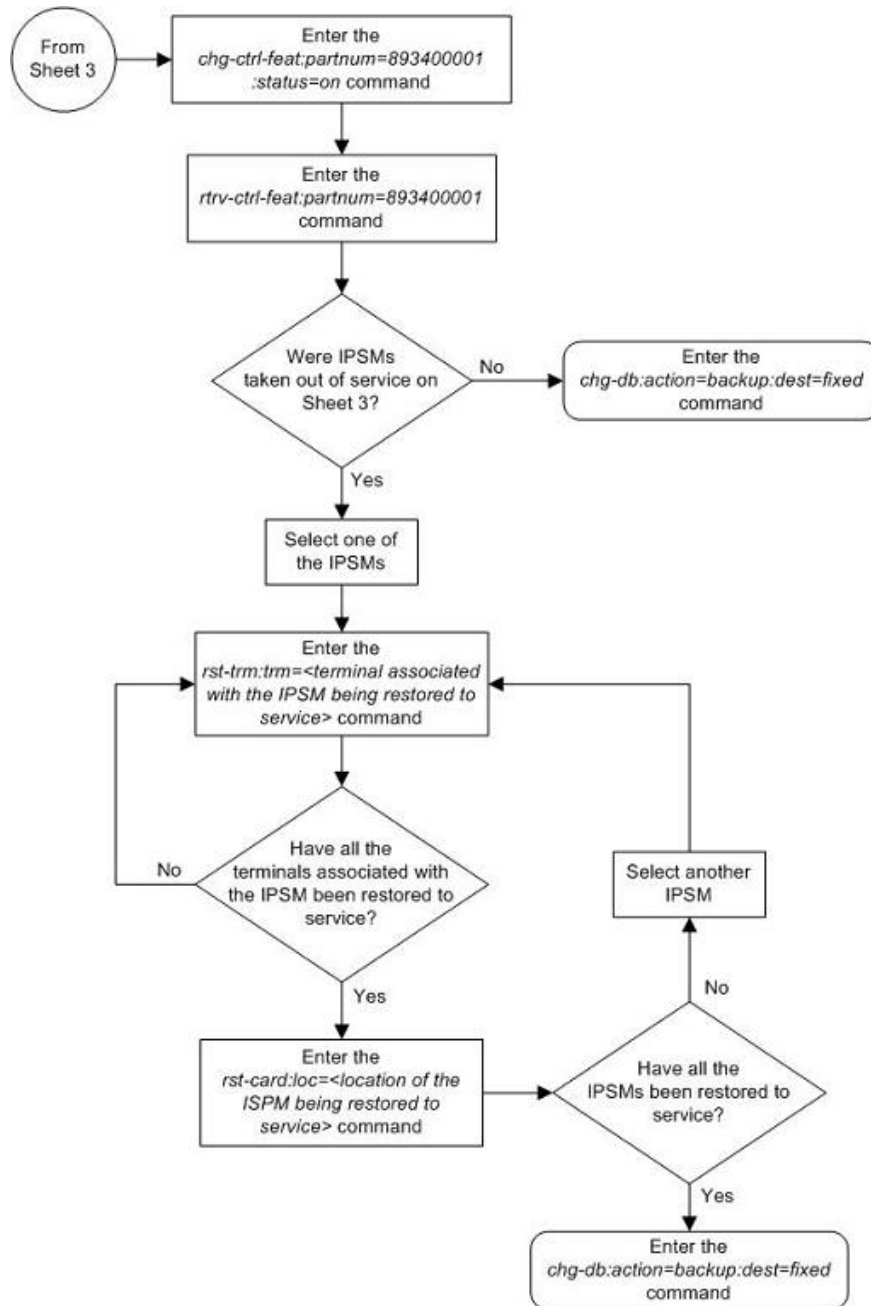 From
Sheet 3
Enter the
chg-ctrl-feat:partnum=893400001
:status=on command
Enter the
rtrv-ctrl-feat:partnum=893400001
command
Were IPSMs
taken out of service on
Sheet 3?
No
Enter the
chg-db:action=backup:dest=fixed
command
Yes
Select one of
the IPSMs
Enter the
rst-trm:trm=<terminal associated
with the IPSM being restored to
service> command
Have all the
terminals associated with
the IPSM been restored to
service?
No
Select another
IPSM
Yes
No
Enter the
rst-card:loc=<location of the
ISPM being restored to
service> command
Have all the
IPSMs been restored to
service?
Yes
Enter the
chg-db:action=backup:dest=fixed
command